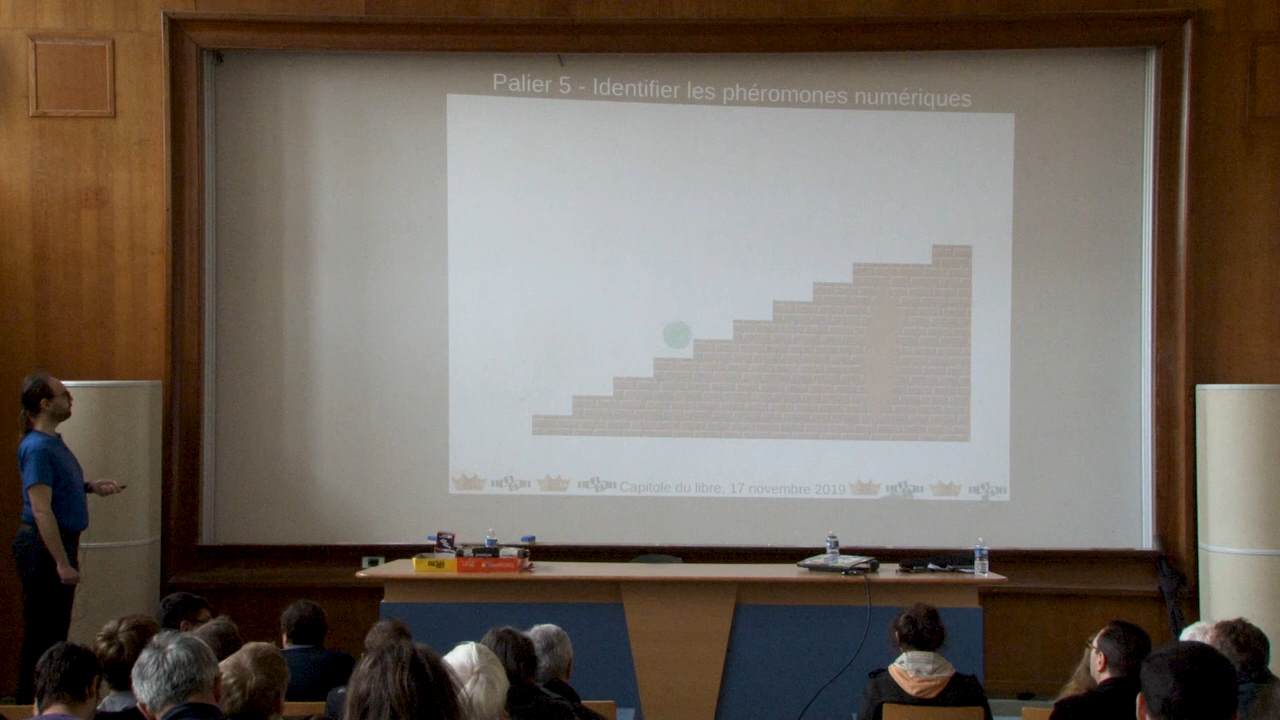 Palier 5 - Identifier les phéromones numériques
Capitole du libre, 17 novembre 2019